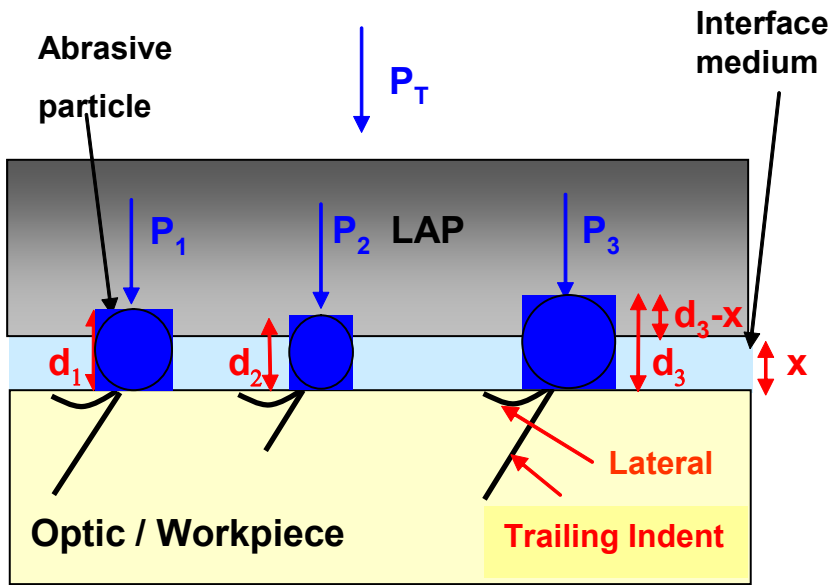 Abrasive
particle
Interface
medium
P_T
P_1
P_2
LAP
P_3
d_3-x
d_1
d_2
d_3
x
Lateral
Optic / Workpiece
Trailing Indent